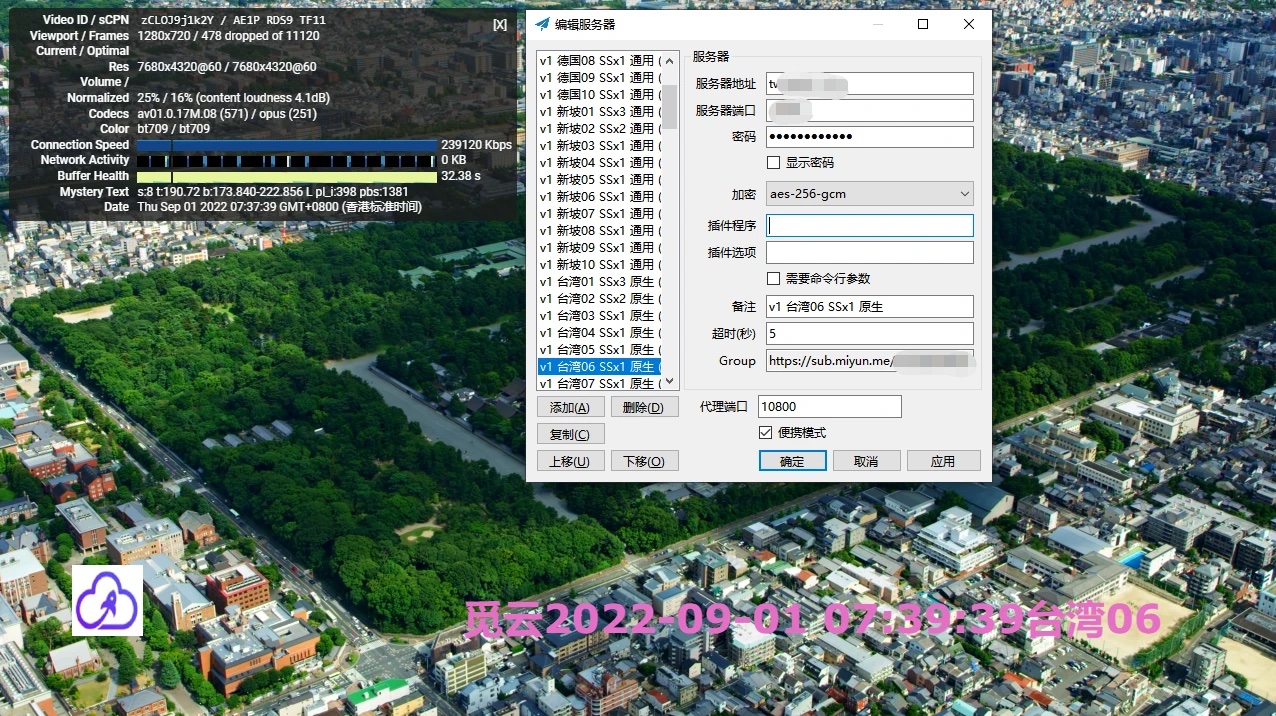 Video ID / sCPN zCLOJ9j1k2Y / AE1P RDS9 TF11
[X]
Viewport / Frames 1280x720 / 478 dropped of 11120
Current / Optimal
Res 7680x4320@60 / 7680x4320@60
Volume /
Normalized 25% / 16% (content loudness 4.1dB)
Codecs av01.0.17M.08 (571) / opus (251)
Color bt709 / bt709
Connection Speed 239120 Kbps
Network Activity 0 KB
Buffer Health 32.38 s
Mystery Text s:8 t:190.72 b:173.840-222.856 L pl_i:398 pbs:1381
Date Thu Sep 01 2022 07:37:39 GMT+0800 (香港标准时间)
编辑服务器
v1 德国08 SSx1 通用 (
v1 德国09 SSx1 通用 (
v1 德国10 SSx1 通用 (
v1 新坡01 SSx3 通用 (
v1 新坡02 SSx2 通用 (
v1 新坡03 SSx1 通用 (
v1 新坡04 SSx1 通用 (
v1 新坡05 SSx1 通用 (
v1 新坡06 SSx1 通用 (
v1 新坡07 SSx1 通用 (
v1 新坡08 SSx1 通用 (
v1 新坡09 SSx1 通用 (
v1 新坡10 SSx1 通用 (
v1 台湾01 SSx3 原生 (
v1 台湾02 SSx2 原生 (
v1 台湾03 SSx1 原生 (
v1 台湾04 SSx1 原生 (
v1 台湾05 SSx1 原生 (
v1 台湾06 SSx1 原生 (
v1 台湾07 SSx1 原生 (
添加(A) 删除(D)
复制(C)
上移(U) 下移(O)
服务器
服务器地址 tv
服务器端口
密码 ●●●●●●●●●●●●
显示密码
加密 aes-256-gcm
插件程序
插件选项
需要命令行参数
备注 v1 台湾06 SSx1 原生
超时(秒) 5
Group https://sub.miyun.me/
代理端口 10800
便携模式
确定 取消 应用
觅云2022-09-01 07:39:39台湾06